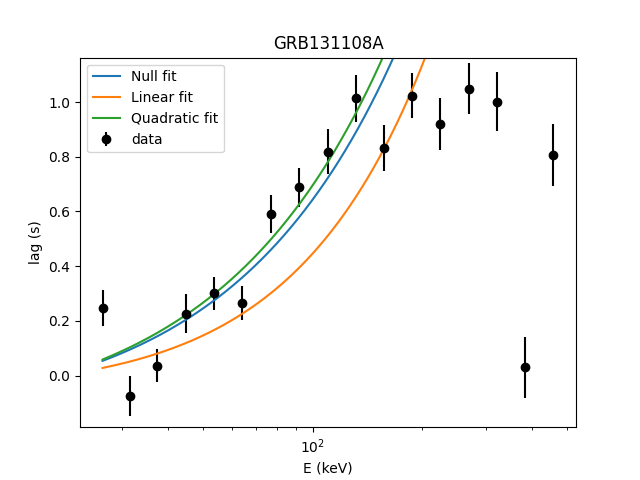 GRB131108A
Null fit
Linear fit
Quadratic fit
data
lag (s)
1.0
0.8
0.6
0.4
0.2
0.0
10²
E (keV)